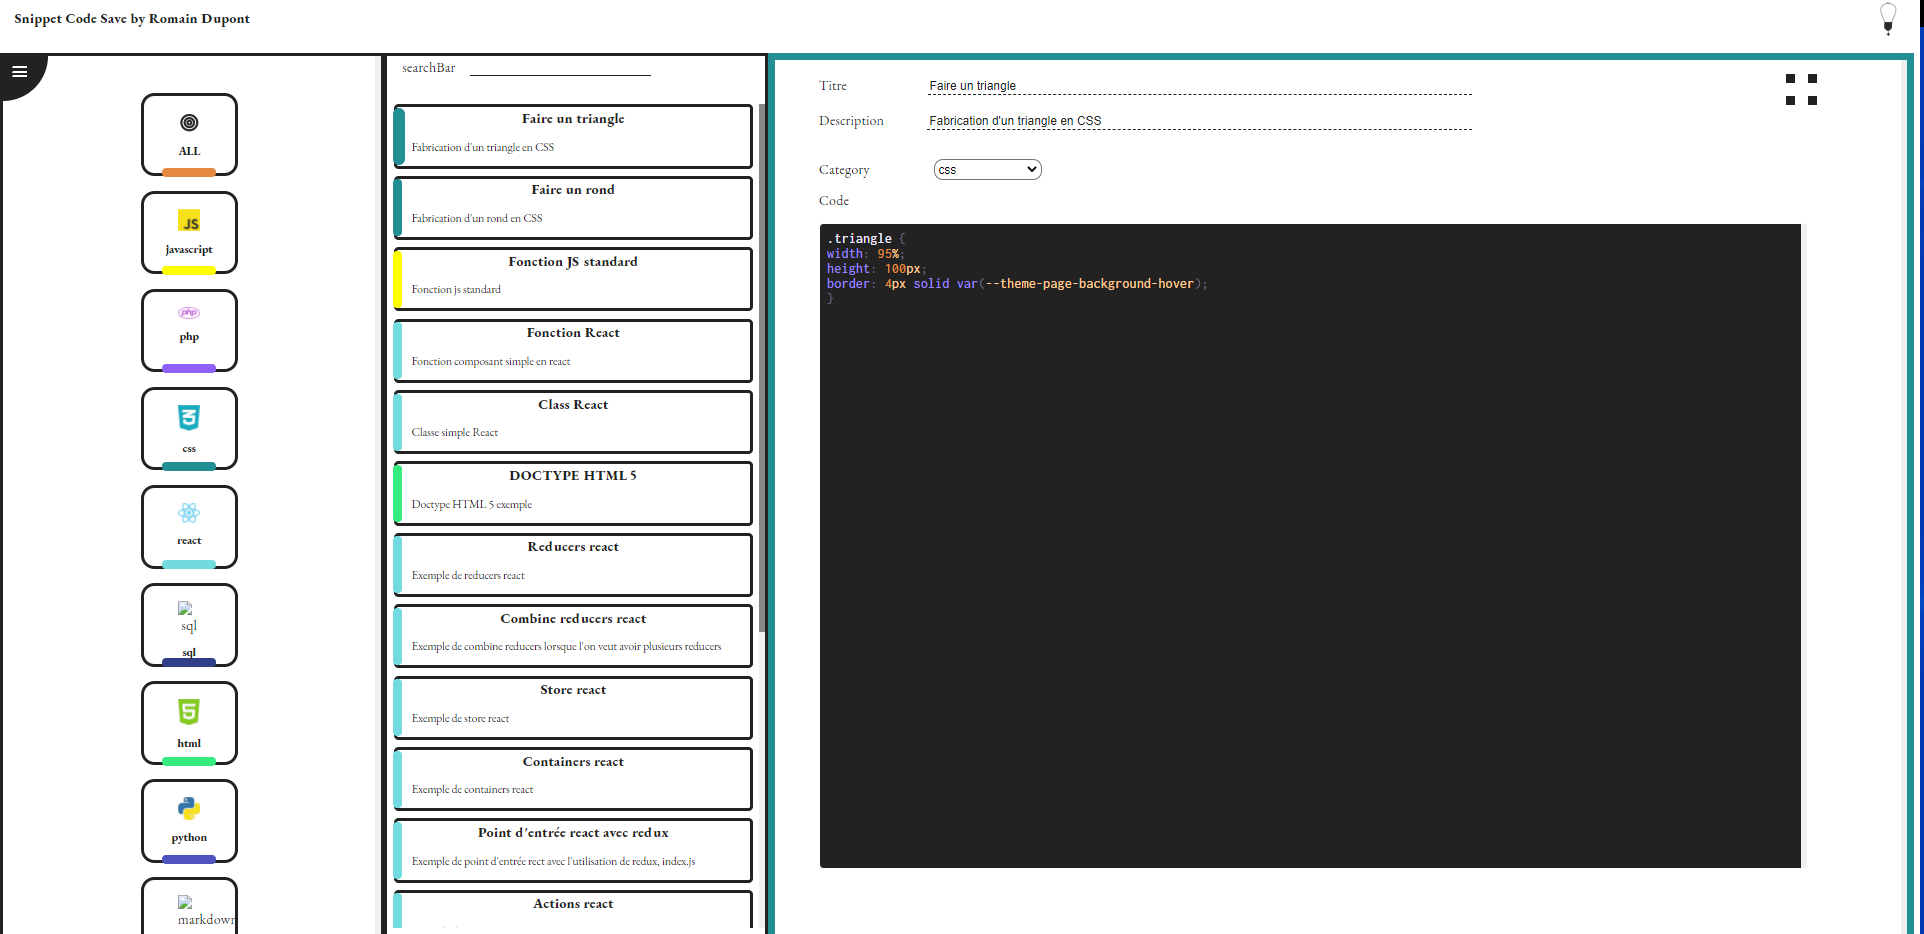 Snippet Code Save by Romain Dupont
ALL
JS
javascript
php
php
css
react
sql
sql
html
python
markdown
searchBar
Faire un triangle
Fabrication d'un triangle en CSS
Faire un rond
Fabrication d'un rond en CSS
Fonction JS standard
Fonction js standard
Fonction React
Fonction composant simple en react
Class React
Classe simple React
DOCTYPE HTML 5
Doctype HTML 5 exemple
Reducers react
Exemple de reducers react
Combine reducers react
Exemple de combine reducers lorsque l'on veut avoir plusieurs reducers
Store react
Exemple de store react
Containers react
Exemple de containers react
Point d'entrée react avec redux
Exemple de point d'entrée rect avec l'utilisation de redux, index.js
Actions react
Titre
Faire un triangle
Description
Fabrication d'un triangle en CSS
Category
css
Code
.triangle {
width: 95%;
height: 100px;
border: 4px solid var(--theme-page-background-hover);
}